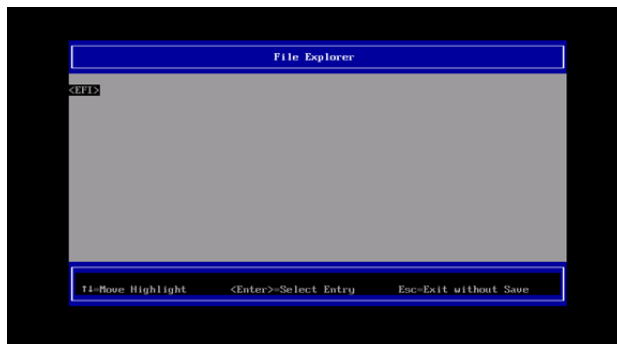 File Explorer
<EFI>
↑↓=Move Highlight <Enter>=Select Entry Esc=Exit without Save